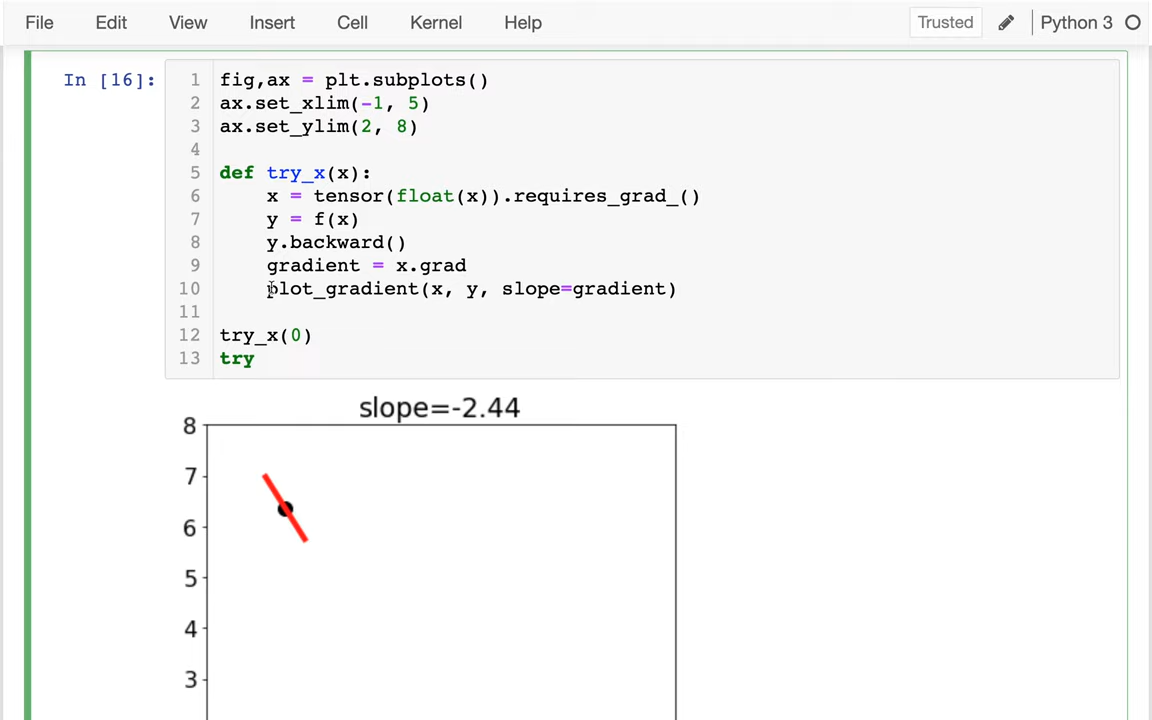 File Edit View Insert Cell Kernel Help Trusted Python 3
In [16]:
1 fig,ax = plt.subplots()
2 ax.set_xlim(-1, 5)
3 ax.set_ylim(2, 8)
4
5 def try_x(x):
6     x = tensor(float(x)).requires_grad_()
7     y = f(x)
8     y.backward()
9     gradient = x.grad
10     plot_gradient(x, y, slope=gradient)
11
12 try_x(0)
13 try
slope=-2.44
8
7
6
5
4
3